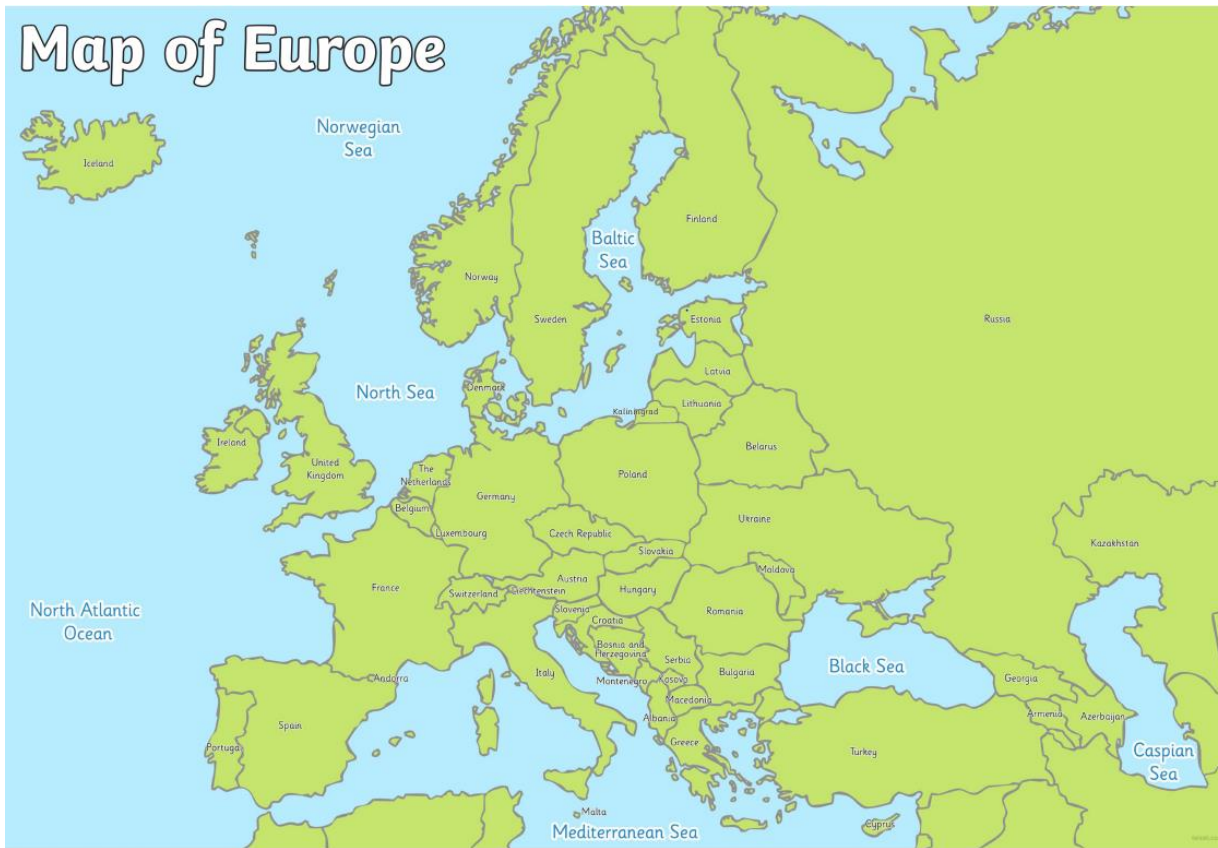 Map of Europe
Norwegian
Sea
Iceland
Finland
Baltic
Sea
Norway
Sweden
Estonia
Russia
Latvia
North Sea
Denmark
Lithuania
Kaliningrad
Ireland
Belarus
United
Kingdom
The
Netherlands
Poland
Germany
Belgium
Ukraine
Luxembourg
Czech Republic
Kazakhstan
Slovakia
Moldova
Austria
France
Switzerland
Liechtenstein
Hungary
North Atlantic
Ocean
Slovenia
Romania
Croatia
Bosnia and
Herzegovina
Serbia
Black Sea
Italy
Andorra
Montenegro
Kosovo
Bulgaria
Georgia
Macedonia
Albania
Armenia
Azerbaijan
Spain
Portuga
Greece
Turkey
Caspian
Sea
Malta
Mediterranean Sea
Cyprus